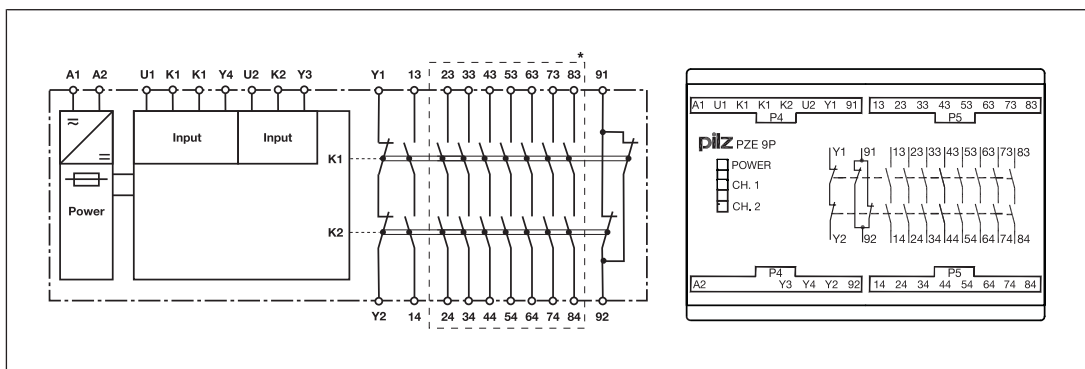 *
A1 A2 U1 K1 K1 Y4 U2 K2 Y3 Y1 13 23 33 43 53 63 73 83 91
Input Input
K1
Power
K2
Y2 14 24 34 44 54 64 74 84 92
A1 U1 K1 K1 K2 U2 Y1 91 13 23 33 43 53 63 73 83
P4 P5
pilz PZE 9P
POWER
CH. 1
CH. 2
Y1 91 13 23 33 43 53 63 73 83
Y2 92 14 24 34 44 54 64 74 84
P4 P5
A2 Y3 Y4 Y2 92 14 24 34 44 54 64 74 84